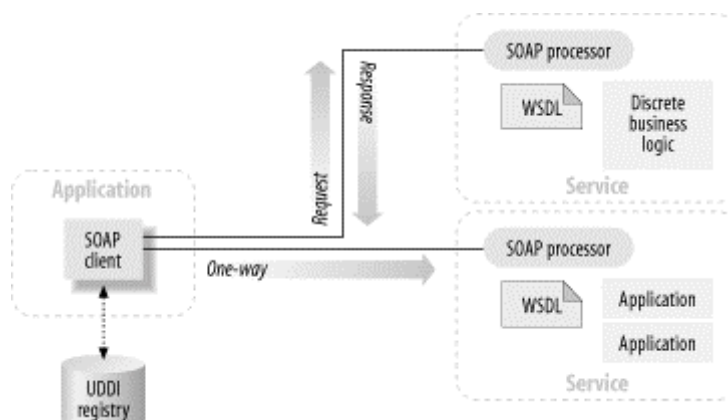 SOAP processor
WSDL
Discrete
business
logic
Service
Request
Response
Application
SOAP
client
One-way
SOAP processor
WSDL
Application
Application
Service
UDDI
registry